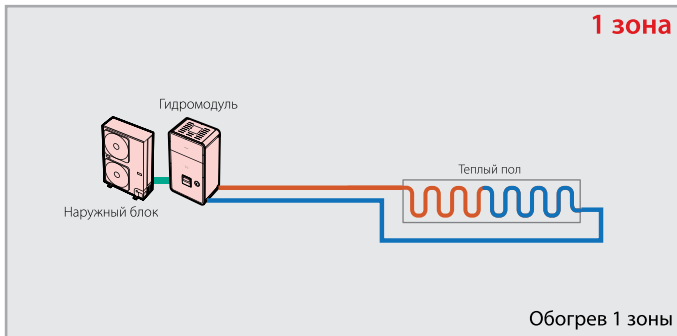 1 зона
Гидромодуль
Теплый пол
Наружный блок
Обогрев 1 зоны